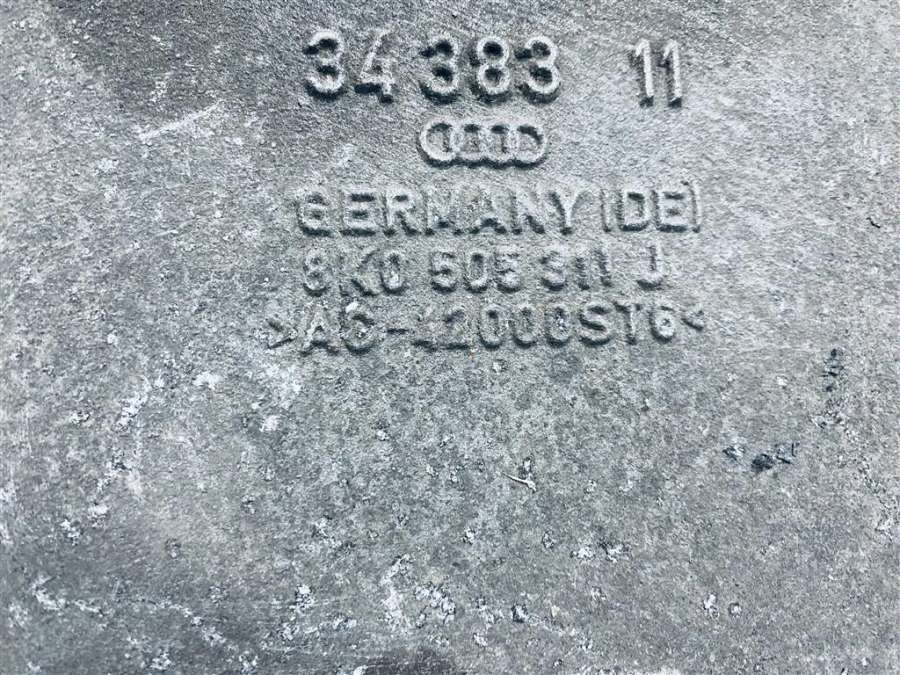 34 383 11
GERMANY (DE)
8K0 505 311 J
>AC-42000ST6<